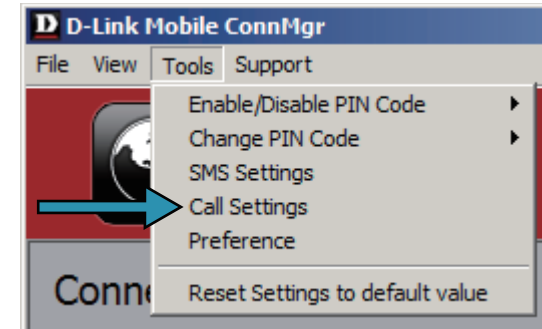 D D-Link Mobile ConnMgr
File View Tools Support
Enable/Disable PIN Code
Change PIN Code
SMS Settings
Call Settings
Preference
Reset Settings to default value